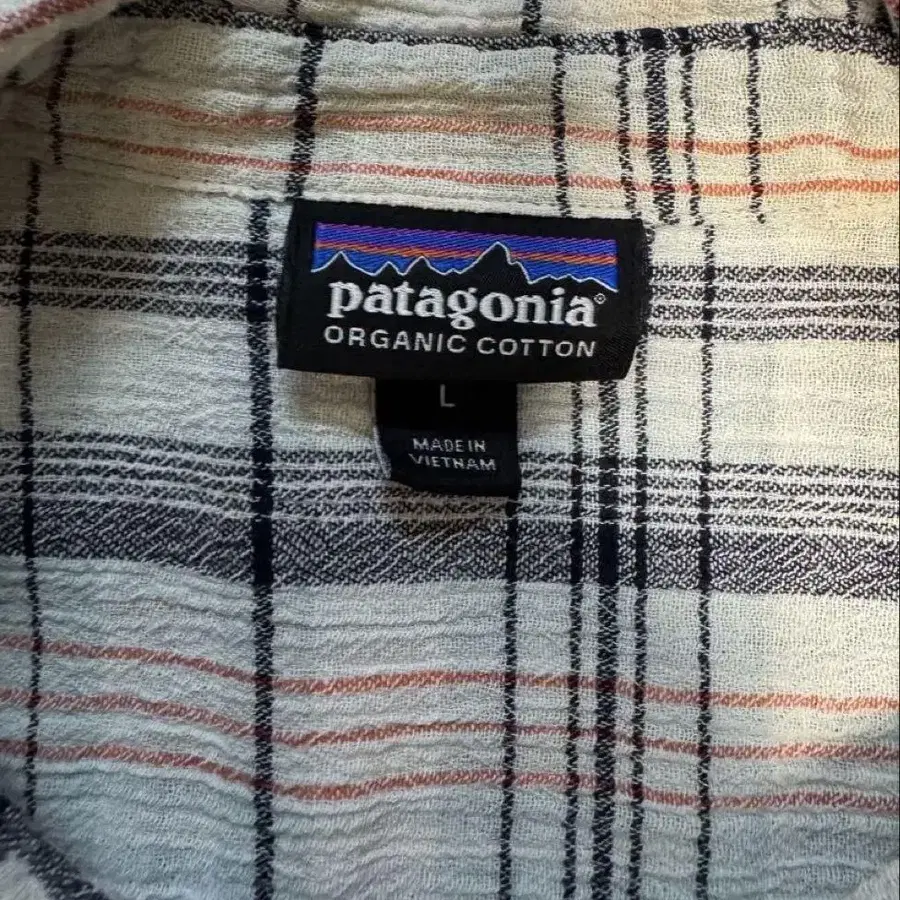 patagonia®
ORGANIC COTTON
L
MADE IN
VIETNAM